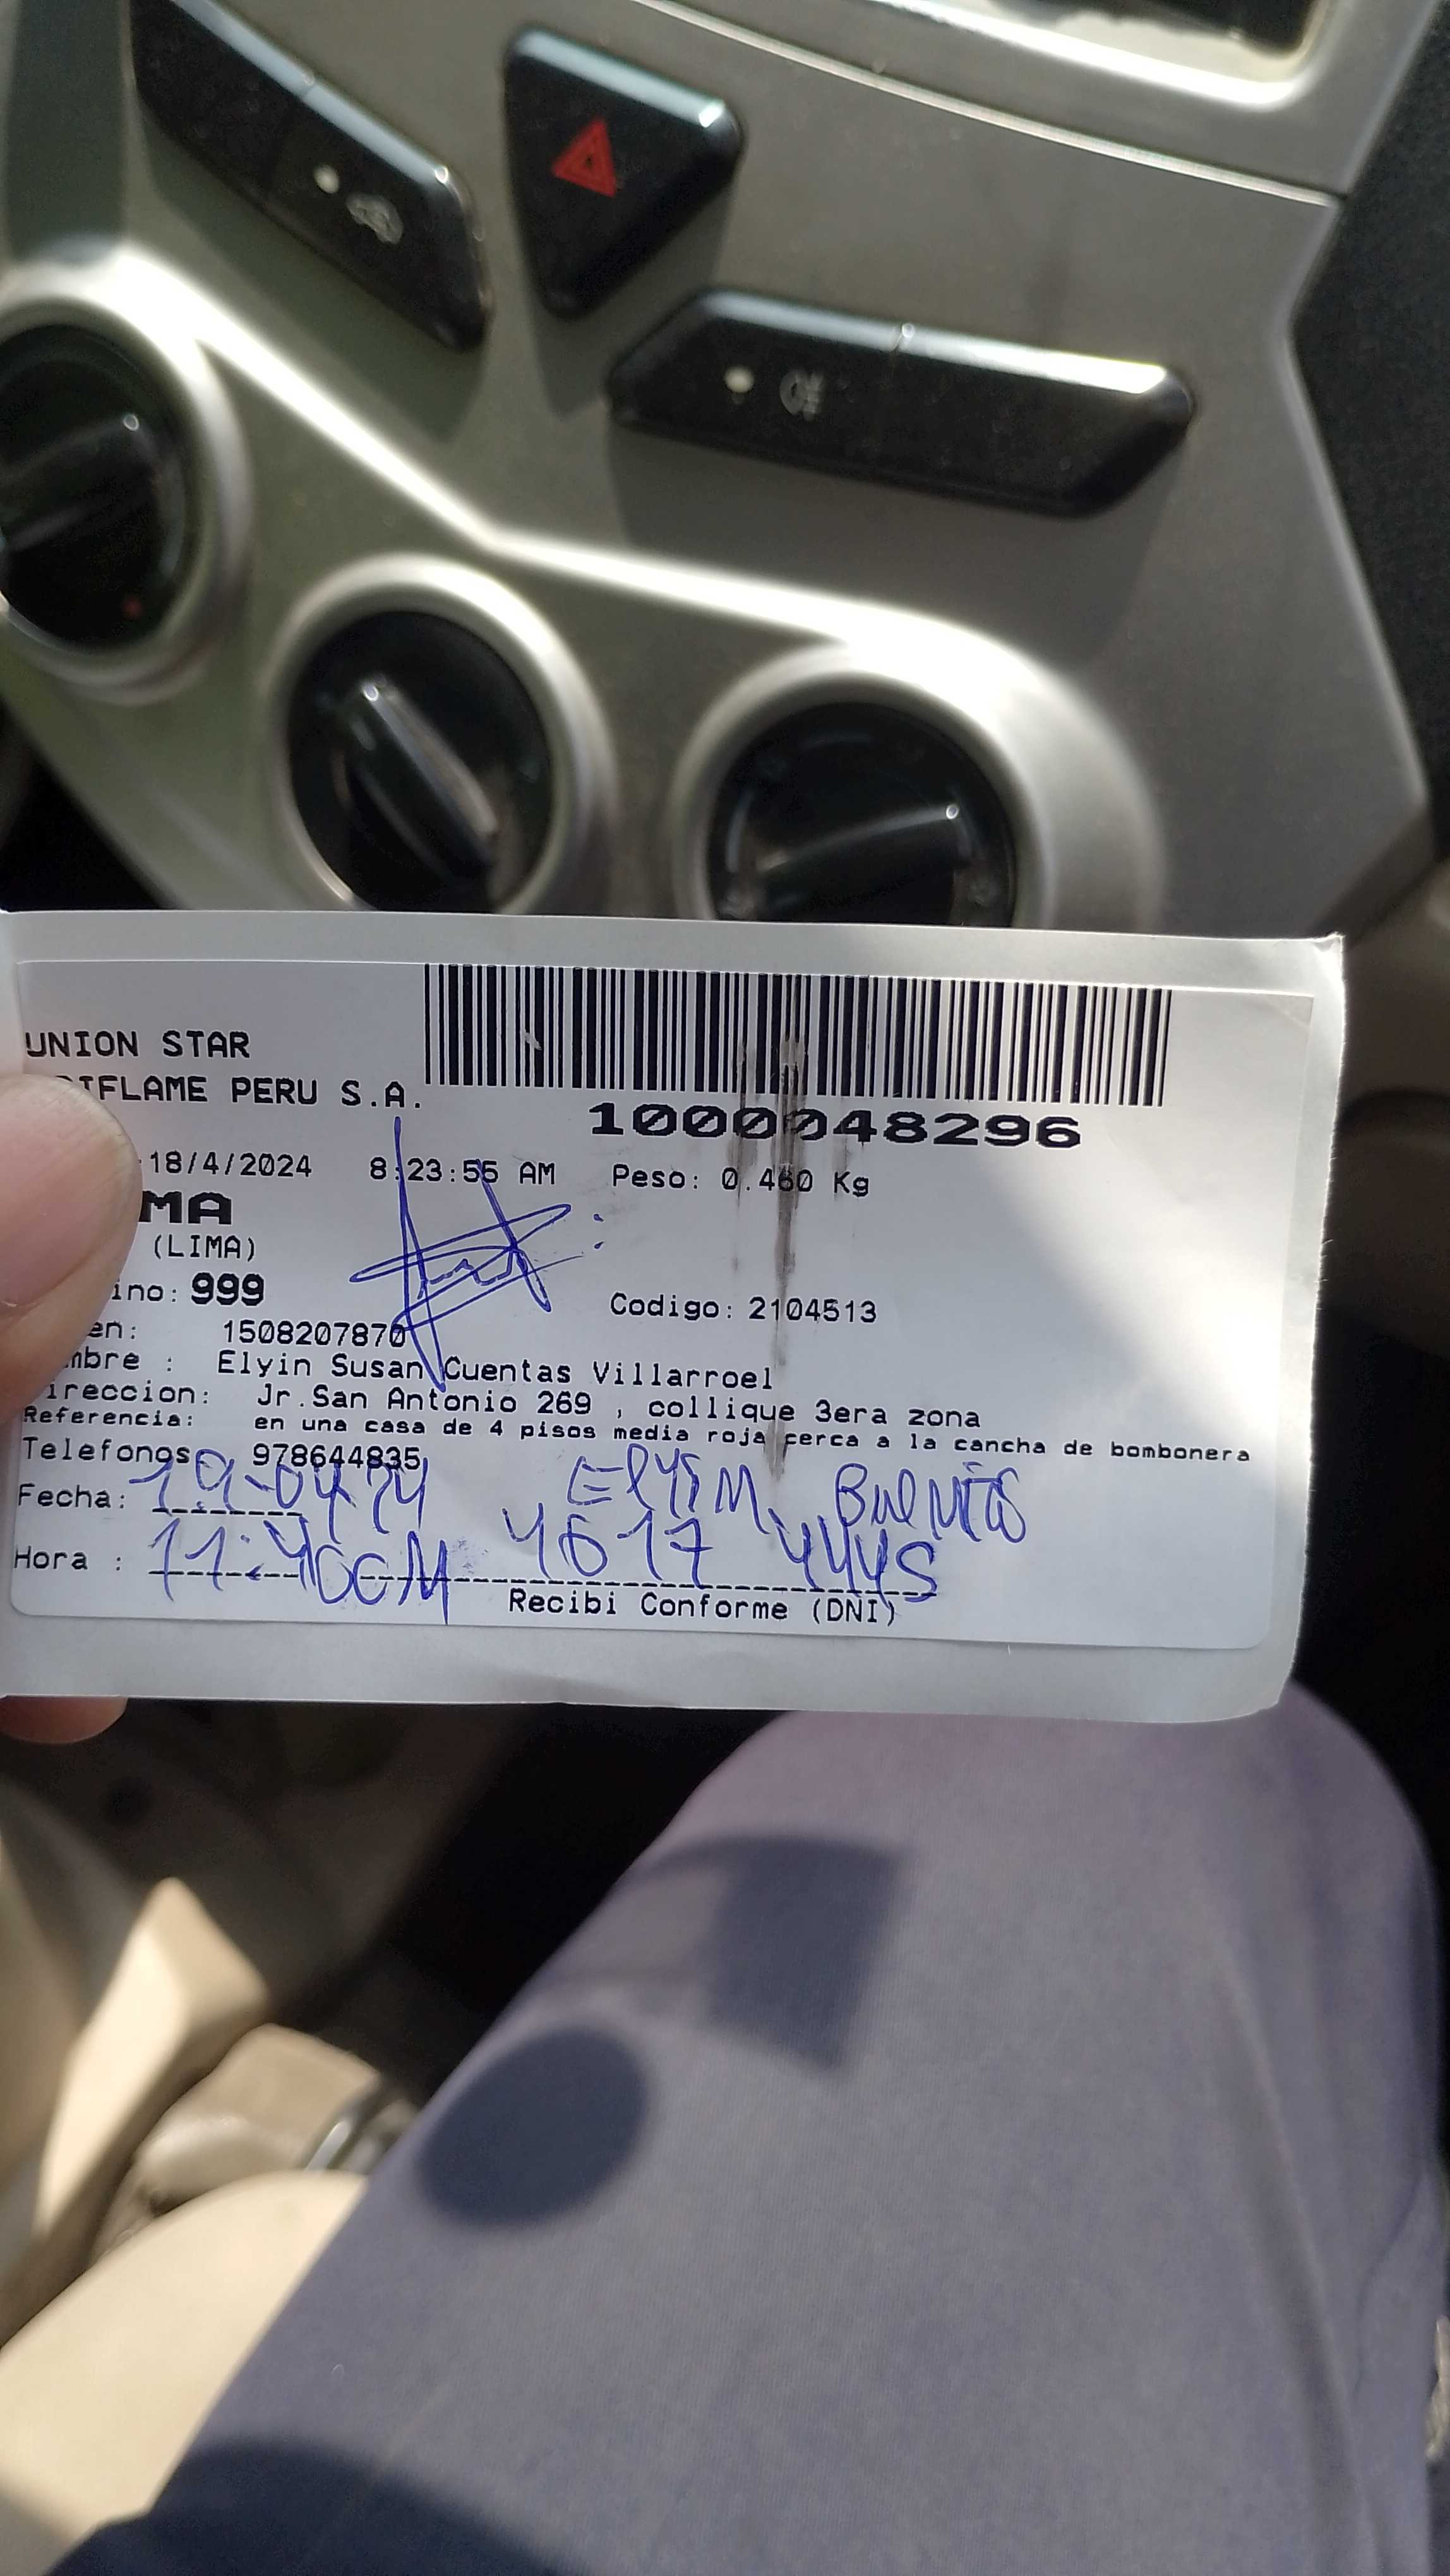 UNION STAR
IFLAME PERU S.A.
1000048296
18/4/2024 8:23:55 AM Peso: 0.460 Kg
MA
(LIMA)
ino: 999
Codigo: 2104513
en: 1508207870
mbre : Elyin Susan Cuentas Villarroel
ireccion: Jr.San Antonio 269 , collique 3era zona
Referencia: en una casa de 4 pisos media roja cerca a la cancha de bombonera
Telefonos 978644835
Fecha: 19-04-24 Elyin
Hora : 11:40 4617 4445
Recibi Conforme (DNI)